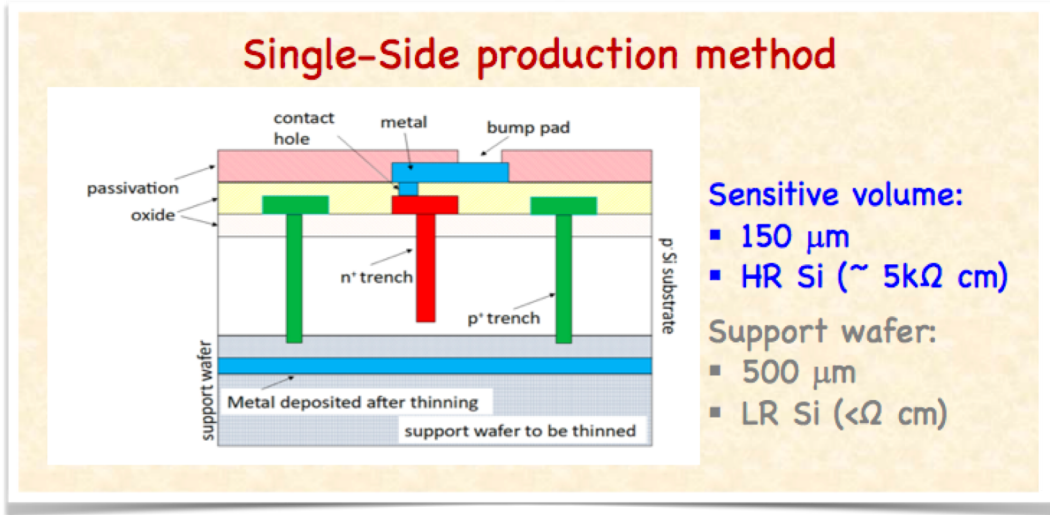 Single-Side production method
contact
hole
metal
bump pad
passivation
oxide
n⁺ trench
p⁺ trench
p⁻Si substrate
support wafer
Metal deposited after thinning
support wafer to be thinned
Sensitive volume:
▪ 150 μm
▪ HR Si (~ 5kΩ cm)
Support wafer:
▪ 500 μm
▪ LR Si (<Ω cm)